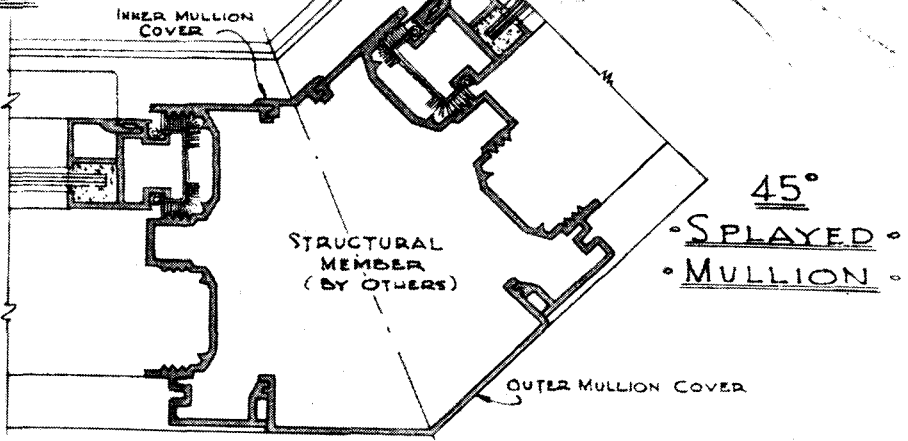 INNER MULLION
COVER
STRUCTURAL
MEMBER
(BY OTHERS)
45°
• SPLAYED •
• MULLION •
OUTER MULLION COVER